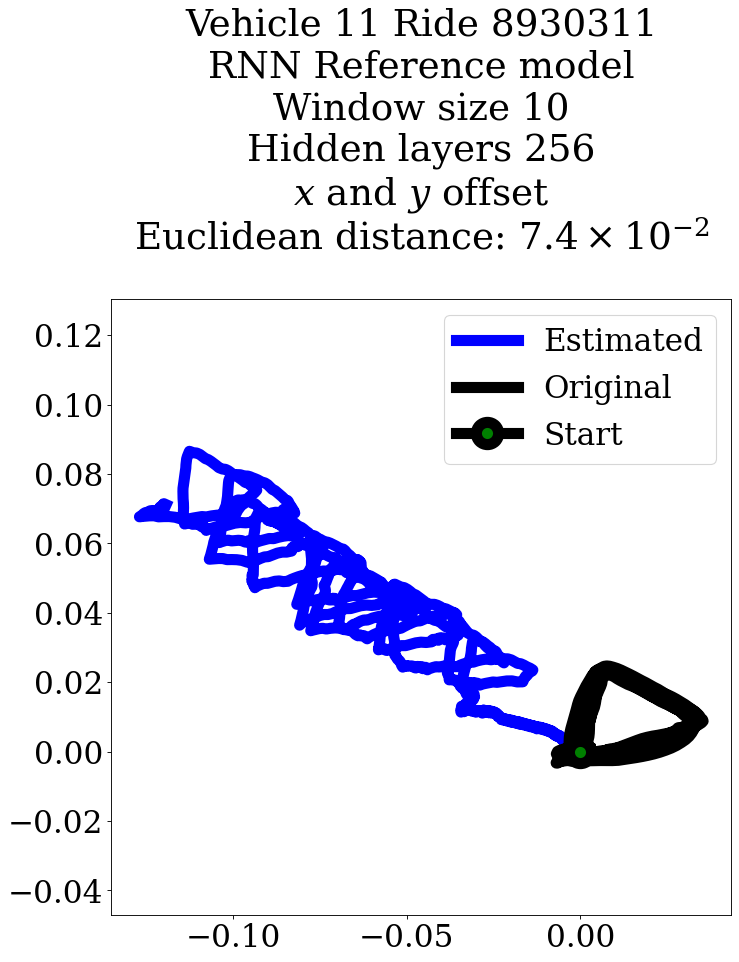 Vehicle 11 Ride 8930311
RNN Reference model
Window size 10
Hidden layers 256
x and y offset
Euclidean distance: 7.4 × 10⁻²
Estimated
Original
Start
0.12
0.10
0.08
0.06
0.04
0.02
0.00
−0.02
−0.04
−0.10
−0.05
0.00